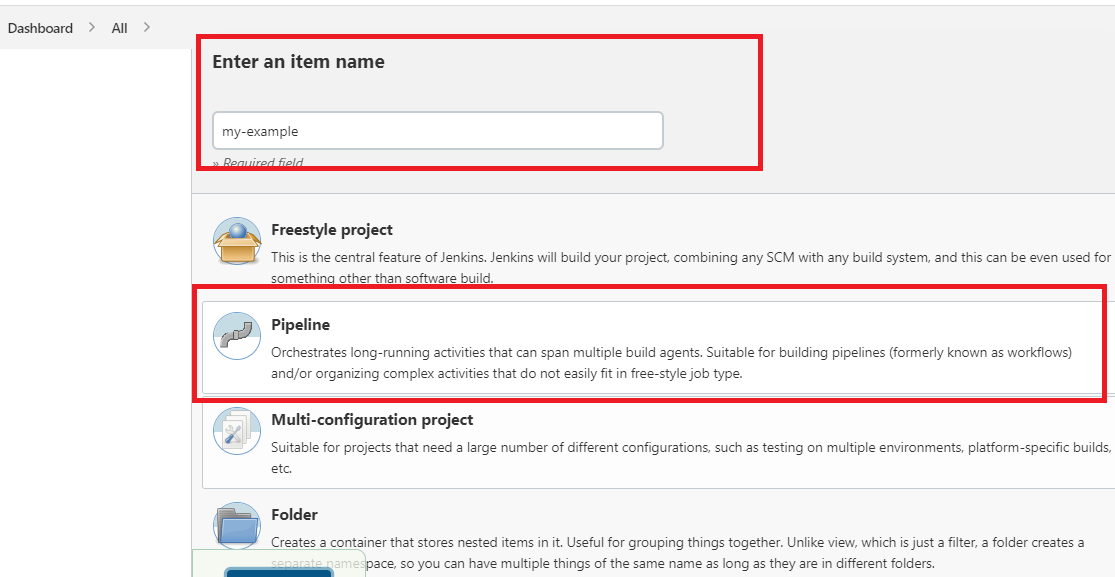 Dashboard > All >
Enter an item name
my-example
» Required field
Freestyle project
This is the central feature of Jenkins. Jenkins will build your project, combining any SCM with any build system, and this can be even used for
something other than software build.
Pipeline
Orchestrates long-running activities that can span multiple build agents. Suitable for building pipelines (formerly known as workflows)
and/or organizing complex activities that do not easily fit in free-style job type.
Multi-configuration project
Suitable for projects that need a large number of different configurations, such as testing on multiple environments, platform-specific builds,
etc.
Folder
Creates a container that stores nested items in it. Useful for grouping things together. Unlike view, which is just a filter, a folder creates a
separate namespace, so you can have multiple things of the same name as long as they are in different folders.